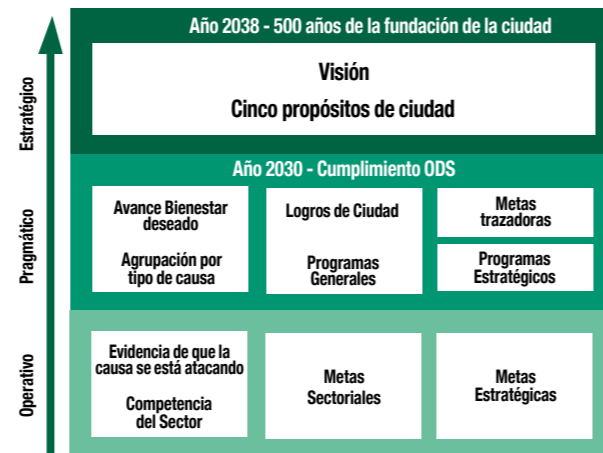 Año 2038 - 500 años de la fundación de la ciudad
Visión
Cinco propósitos de ciudad
Estratégico
Año 2030 - Cumplimiento ODS
Avance Bienestar
deseado
Agrupación por
tipo de causa
Logros de Ciudad
Programas
Generales
Metas
trazadoras
Programas
Estratégicos
Pragmático
Evidencia de que la
causa se está atacando
Competencia
del Sector
Metas
Sectoriales
Metas
Estratégicas
Operativo